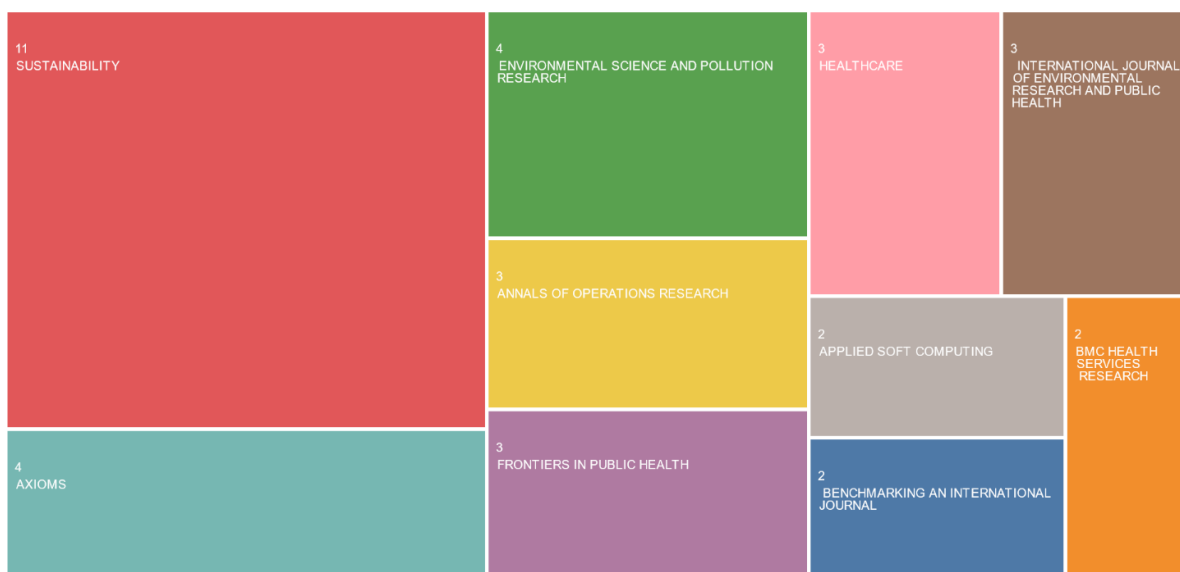 11
SUSTAINABILITY
4
AXIOMS
4
ENVIRONMENTAL SCIENCE AND POLLUTION
RESEARCH
3
ANNALS OF OPERATIONS RESEARCH
3
FRONTIERS IN PUBLIC HEALTH
3
HEALTHCARE
3
INTERNATIONAL JOURNAL
OF ENVIRONMENTAL
RESEARCH AND PUBLIC
HEALTH
2
APPLIED SOFT COMPUTING
2
BENCHMARKING AN INTERNATIONAL
JOURNAL
2
BMC HEALTH
SERVICES
RESEARCH